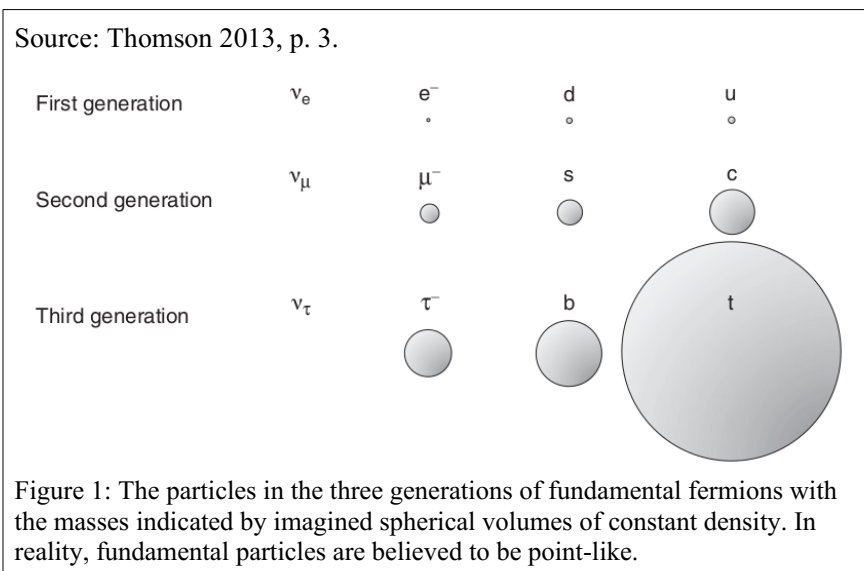 Source: Thomson 2013, p. 3.
First generation νe e− d u
Second generation νμ μ− s c
Third generation ντ τ− b t
Figure 1: The particles in the three generations of fundamental fermions with
the masses indicated by imagined spherical volumes of constant density. In
reality, fundamental particles are believed to be point-like.